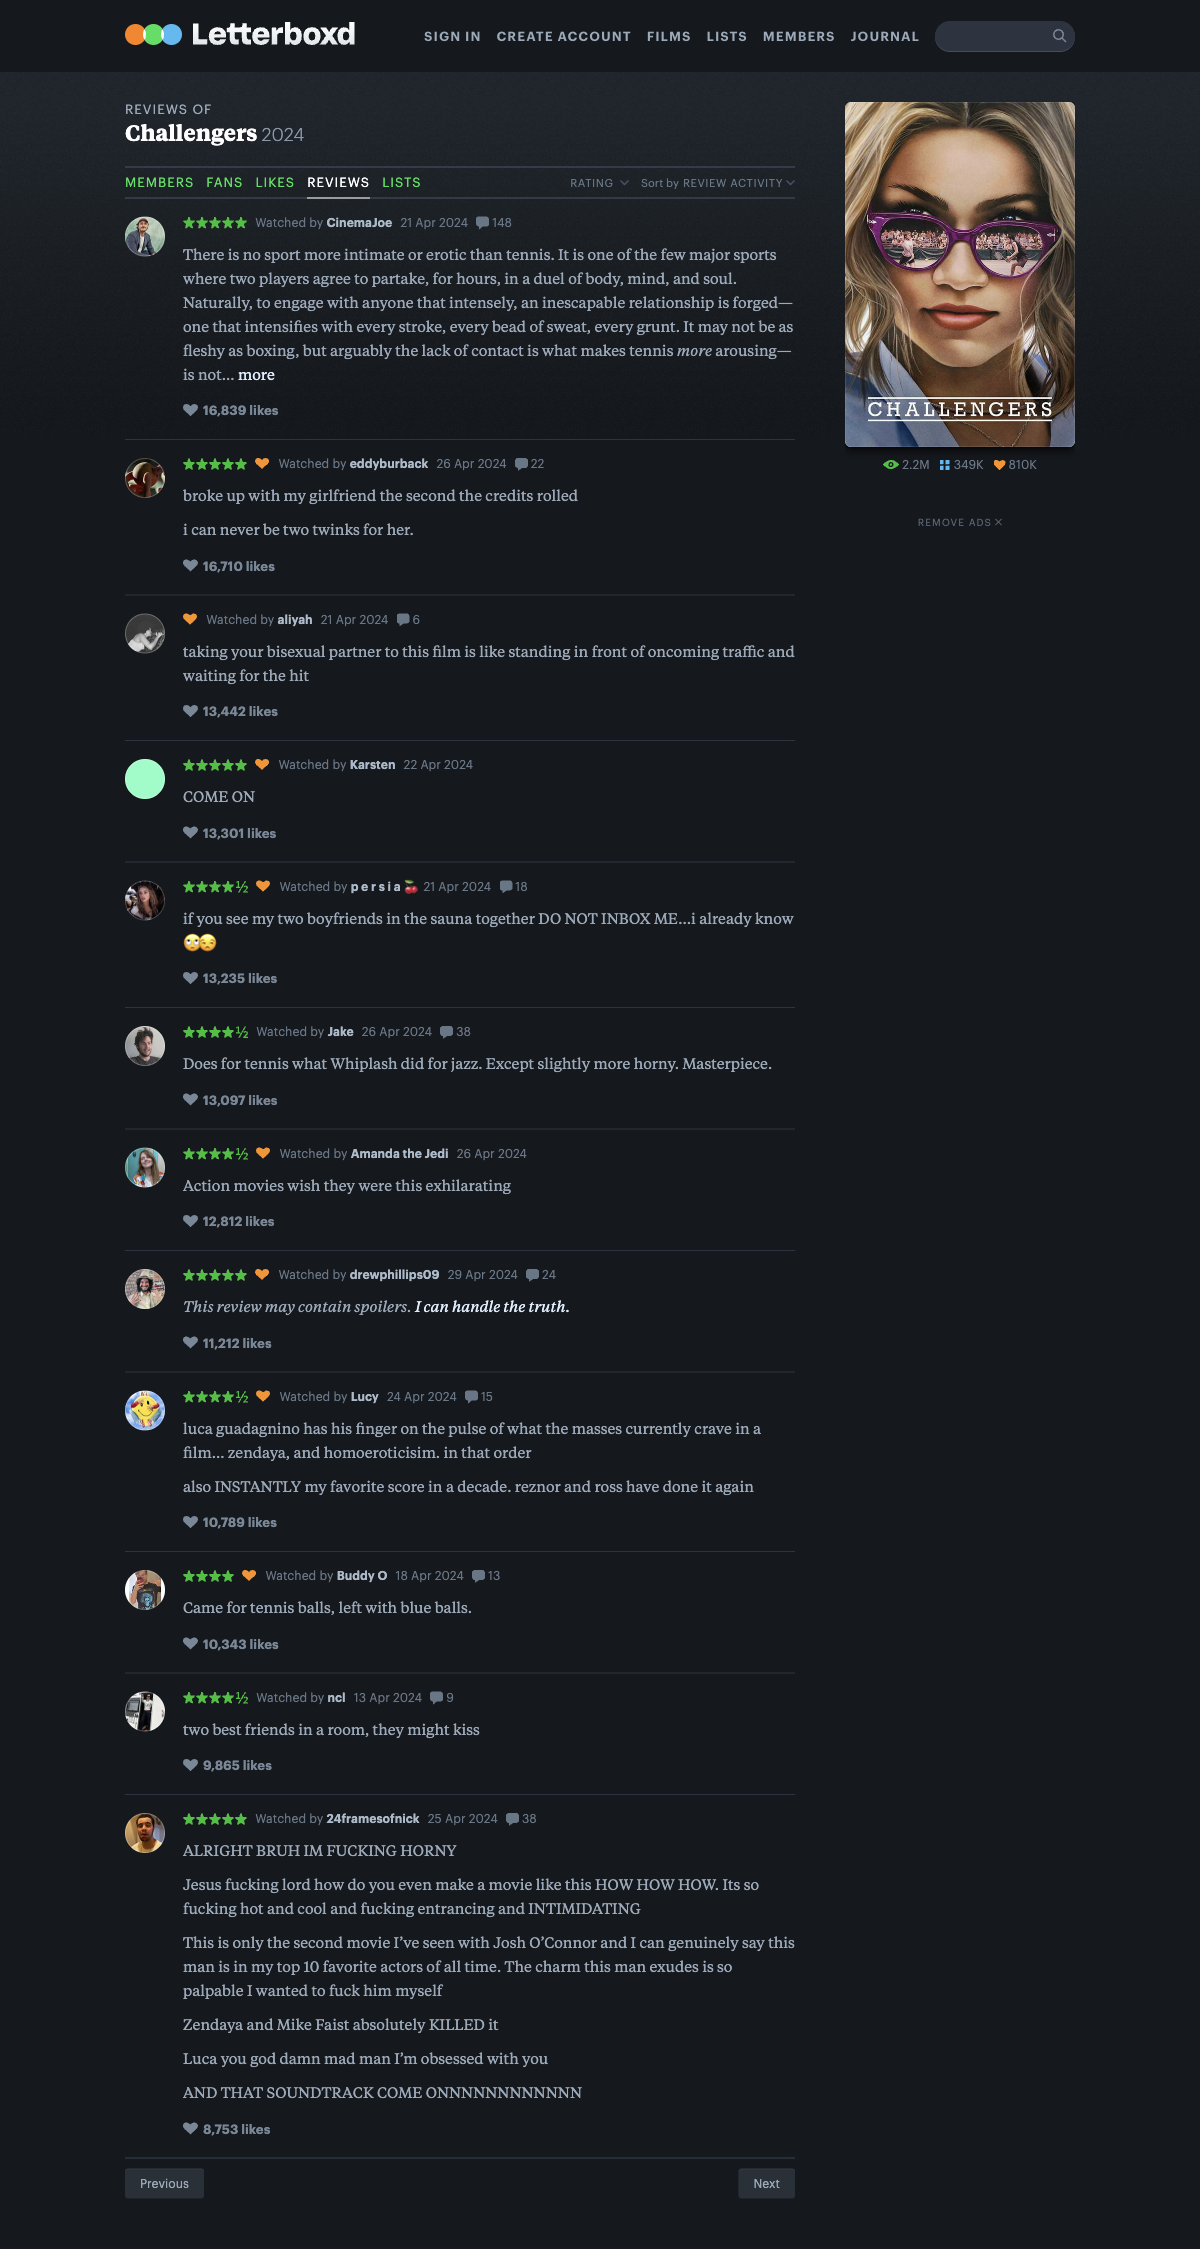 Letterboxd
SIGN IN CREATE ACCOUNT FILMS LISTS MEMBERS JOURNAL
REVIEWS OF
Challengers 2024
MEMBERS FANS LIKES REVIEWS LISTS
RATING Sort by REVIEW ACTIVITY
★★★★★ Watched by CinemaJoe 21 Apr 2024 148
There is no sport more intimate or erotic than tennis. It is one of the few major sports
where two players agree to partake, for hours, in a duel of body, mind, and soul.
Naturally, to engage with anyone that intensely, an inescapable relationship is forged—
one that intensifies with every stroke, every bead of sweat, every grunt. It may not be as
fleshy as boxing, but arguably the lack of contact is what makes tennis more arousing—
is not… more
16,839 likes
★★★★★ Watched by eddyburback 26 Apr 2024 22
broke up with my girlfriend the second the credits rolled
i can never be two twinks for her.
16,710 likes
Watched by aliyah 21 Apr 2024 6
taking your bisexual partner to this film is like standing in front of oncoming traffic and
waiting for the hit
13,442 likes
★★★★★ Watched by Karsten 22 Apr 2024
COME ON
13,301 likes
★★★★½ Watched by p e r s i a 🍒 21 Apr 2024 18
if you see my two boyfriends in the sauna together DO NOT INBOX ME…i already know
🙄😒
13,235 likes
★★★★½ Watched by Jake 26 Apr 2024 38
Does for tennis what Whiplash did for jazz. Except slightly more horny. Masterpiece.
13,097 likes
★★★★½ Watched by Amanda the Jedi 26 Apr 2024
Action movies wish they were this exhilarating
12,812 likes
★★★★★ Watched by drewphillips09 29 Apr 2024 24
This review may contain spoilers. I can handle the truth.
11,212 likes
★★★★½ Watched by Lucy 24 Apr 2024 15
luca guadagnino has his finger on the pulse of what the masses currently crave in a
film… zendaya, and homoeroticisim. in that order
also INSTANTLY my favorite score in a decade. reznor and ross have done it again
10,789 likes
★★★★ Watched by Buddy O 18 Apr 2024 13
Came for tennis balls, left with blue balls.
10,343 likes
★★★★½ Watched by ncl 13 Apr 2024 9
two best friends in a room, they might kiss
9,865 likes
★★★★★ Watched by 24framesofnick 25 Apr 2024 38
ALRIGHT BRUH IM FUCKING HORNY
Jesus fucking lord how do you even make a movie like this HOW HOW HOW. Its so
fucking hot and cool and fucking entrancing and INTIMIDATING
This is only the second movie I've seen with Josh O'Connor and I can genuinely say this
man is in my top 10 favorite actors of all time. The charm this man exudes is so
palpable I wanted to fuck him myself
Zendaya and Mike Faist absolutely KILLED it
Luca you god damn mad man I'm obsessed with you
AND THAT SOUNDTRACK COME ONNNNNNNNNNNN
8,753 likes
Previous Next
CHALLENGERS
2.2M 349K 810K
REMOVE ADS